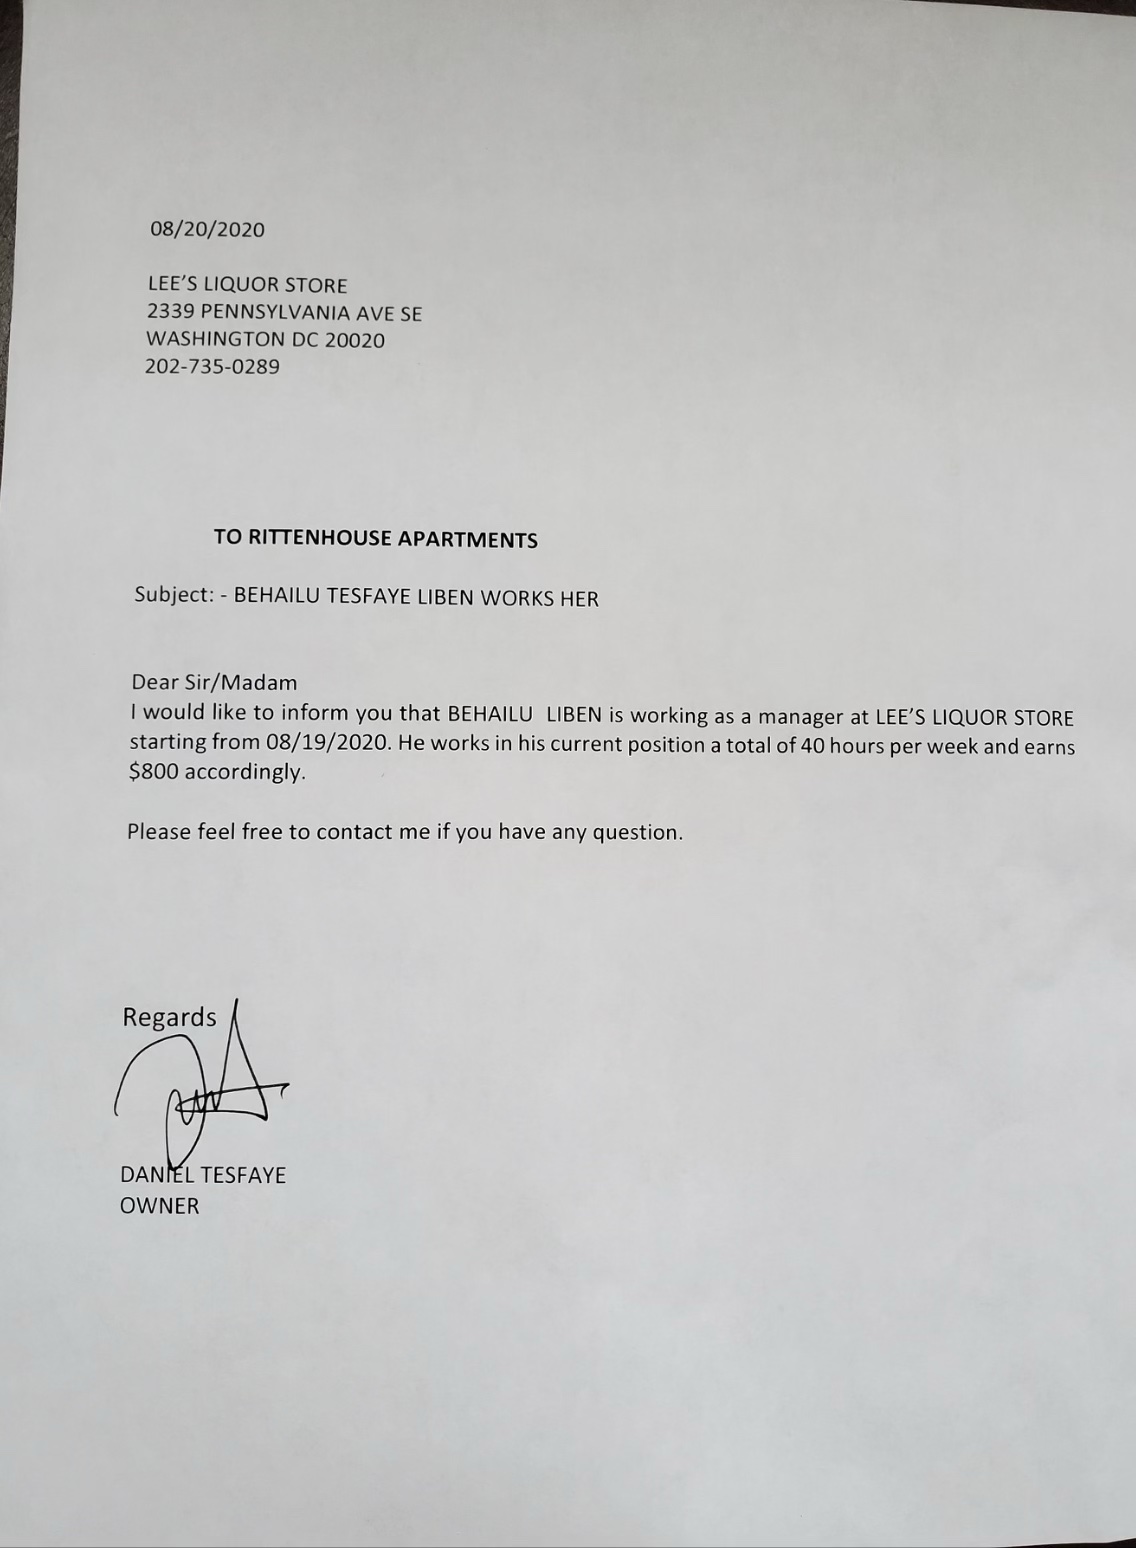 08/20/2020
LEE'S LIQUOR STORE
2339 PENNSYLVANIA AVE SE
WASHINGTON DC 20020
202-735-0289
TO RITTENHOUSE APARTMENTS
Subject: - BEHAILU TESFAYE LIBEN WORKS HER
Dear Sir/Madam
I would like to inform you that BEHAILU  LIBEN is working as a manager at LEE'S LIQUOR STORE
starting from 08/19/2020. He works in his current position a total of 40 hours per week and earns
$800 accordingly.
Please feel free to contact me if you have any question.
Regards
DANIEL TESFAYE
OWNER